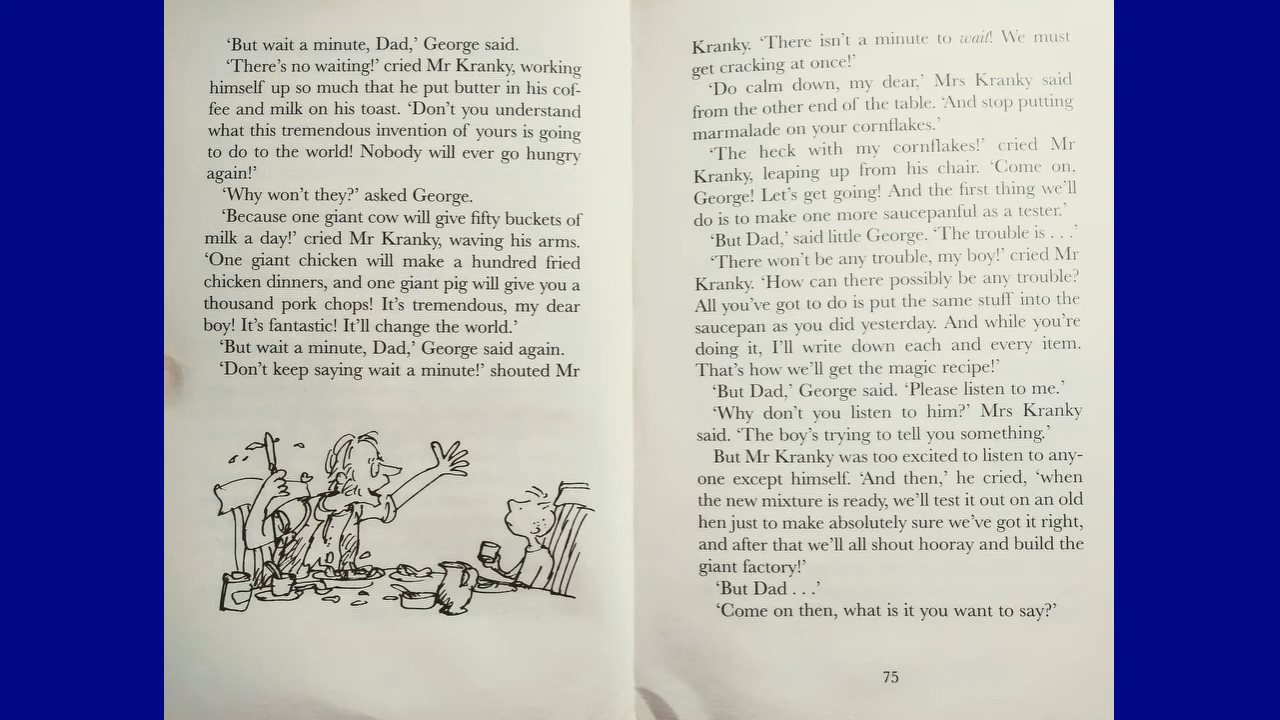 ‘But wait a minute, Dad,’ George said.
‘There’s no waiting!’ cried Mr Kranky, working
himself up so much that he put butter in his cof-
fee and milk on his toast. ‘Don’t you understand
what this tremendous invention of yours is going
to do to the world! Nobody will ever go hungry
again!’
‘Why won’t they?’ asked George.
‘Because one giant cow will give fifty buckets of
milk a day!’ cried Mr Kranky, waving his arms.
‘One giant chicken will make a hundred fried
chicken dinners, and one giant pig will give you a
thousand pork chops! It’s tremendous, my dear
boy! It’s fantastic! It’ll change the world.’
‘But wait a minute, Dad,’ George said again.
‘Don’t keep saying wait a minute!’ shouted Mr
Kranky. ‘There isn’t a minute to wait! We must
get cracking at once!’
‘Do calm down, my dear,’ Mrs Kranky said
from the other end of the table. ‘And stop putting
marmalade on your cornflakes.’
‘The heck with my cornflakes!’ cried Mr
Kranky, leaping up from his chair. ‘Come on,
George! Let’s get going! And the first thing we’ll
do is to make one more saucepanful as a tester.’
‘But Dad,’ said little George. ‘The trouble is . . .’
‘There won’t be any trouble, my boy!’ cried Mr
Kranky. ‘How can there possibly be any trouble?
All you’ve got to do is put the same stuff into the
saucepan as you did yesterday. And while you’re
doing it, I’ll write down each and every item.
That’s how we’ll get the magic recipe!’
‘But Dad,’ George said. ‘Please listen to me.’
‘Why don’t you listen to him?’ Mrs Kranky
said. ‘The boy’s trying to tell you something.’
But Mr Kranky was too excited to listen to any-
one except himself. ‘And then,’ he cried, ‘when
the new mixture is ready, we’ll test it out on an old
hen just to make absolutely sure we’ve got it right,
and after that we’ll all shout hooray and build the
giant factory!’
‘But Dad . . .’
‘Come on then, what is it you want to say?’
75